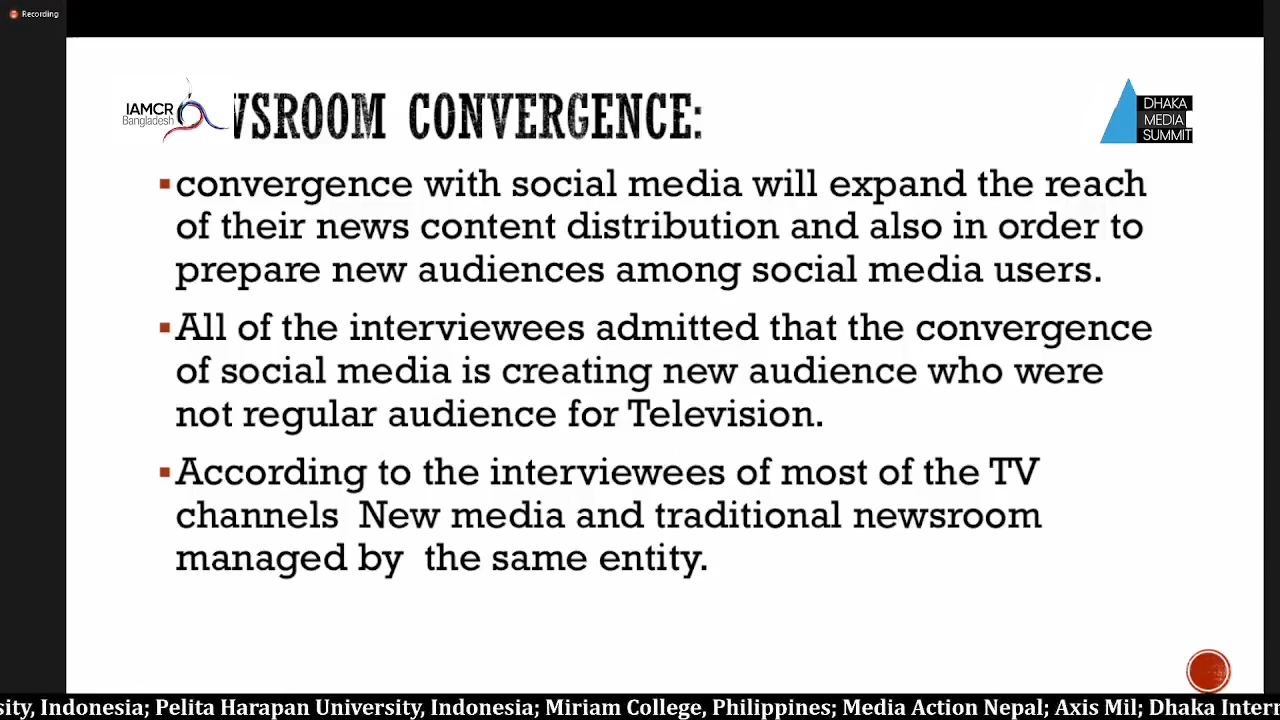 Recording
IAMCR
Bangladesh
WSROOM CONVERGENCE:
DHAKA
MEDIA
SUMMIT
▪convergence with social media will expand the reach
of their news content distribution and also in order to
prepare new audiences among social media users.
▪All of the interviewees admitted that the convergence
of social media is creating new audience who were
not regular audience for Television.
▪According to the interviewees of most of the TV
channels  New media and traditional newsroom
managed by  the same entity.
sity, Indonesia; Pelita Harapan University, Indonesia; Miriam College, Philippines; Media Action Nepal; Axis Mil; Dhaka Intern